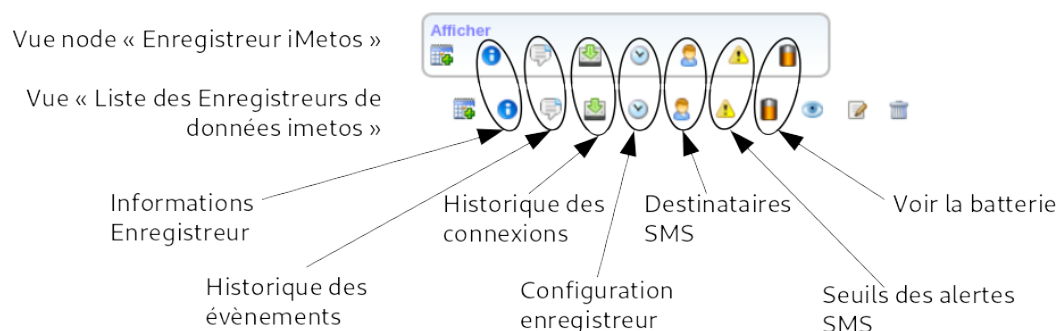 Afficher
Vue node « Enregistreur iMetos »
Vue « Liste des Enregistreurs de
données imetos »
Informations
Enregistreur
Historique des
connexions
Destinataires
SMS
Voir la batterie
Historique des
évènements
Configuration
enregistreur
Seuils des alertes
SMS